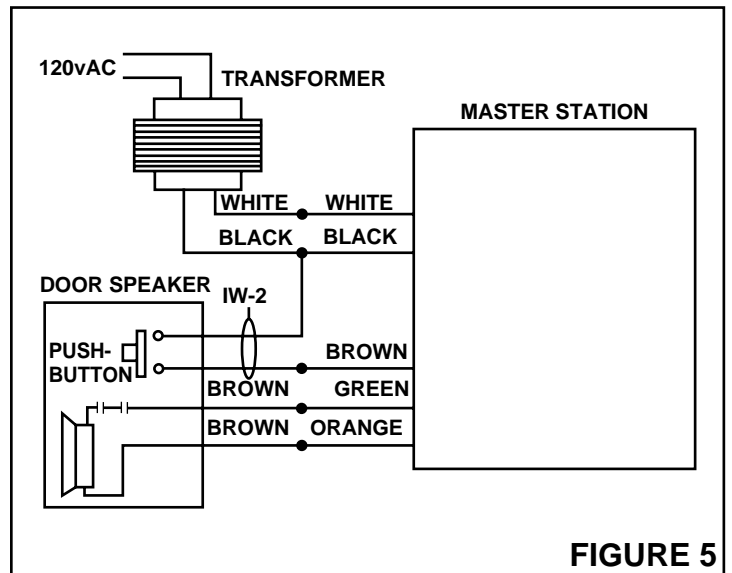 120vAC
TRANSFORMER
MASTER STATION
WHITE WHITE
BLACK BLACK
DOOR SPEAKER
IW-2
PUSH-
BUTTON
BROWN
BROWN GREEN
BROWN ORANGE
FIGURE 5